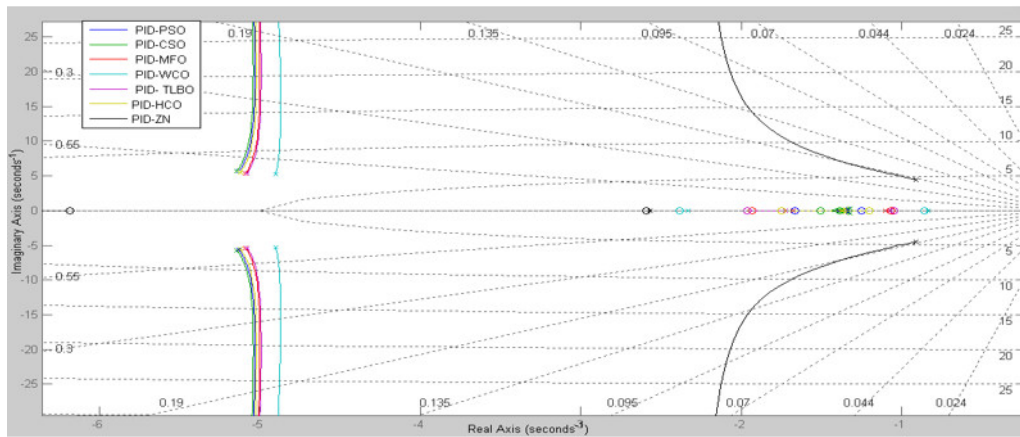 0.19 0.135 0.095 0.07 0.044 0.024
PID-PSO
PID-CSO
PID-MFO
PID-WCO
PID- TLBO
PID-HCO
PID-ZN
25 25
20 20
0.3
15 15
10 10
0.55
5 5
0 0
-5 5
-10 10
0.55
-15 15
-20 20
0.3
-25 25
0.19 0.135 0.095 0.07 0.044 0.024
-6 -5 -4 -3 -2 -1
Imaginary Axis (seconds⁻¹)
Real Axis (seconds⁻³)